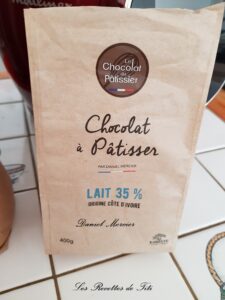 Le
Chocolat
du
Pâtissier
Chocolat
à Pâtisser
PAR DANIEL MERCIER
LAIT 35 %
ORIGINE CÔTE D'IVOIRE
Daniel Mercier
400g
Les Recettes de Titi